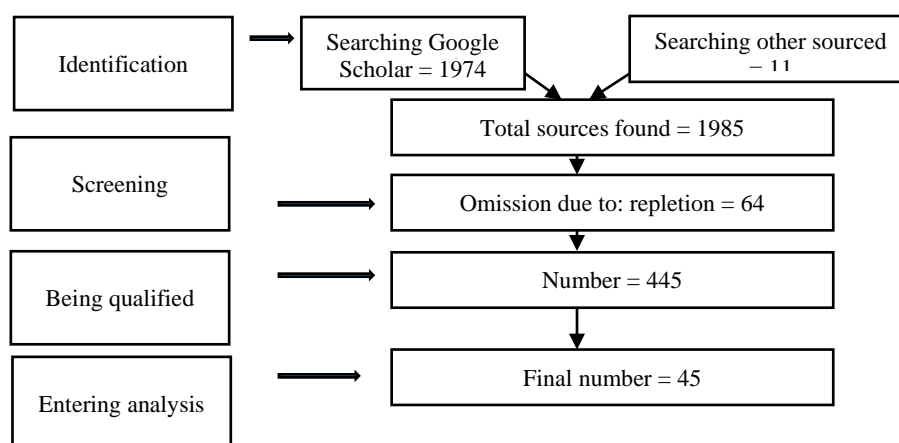 Identification
Searching Google
Scholar = 1974
Searching other sourced
= 11
Total sources found = 1985
Screening
Omission due to: repletion = 64
Being qualified
Number = 445
Entering analysis
Final number = 45